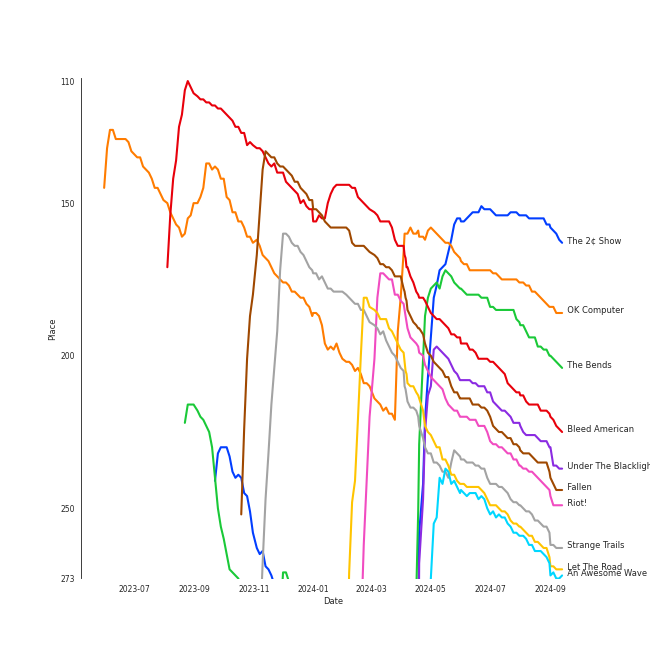 110
150
200
250
273
Place
2023-07
2023-09
2023-11
2024-01
2024-03
2024-05
2024-07
2024-09
Date
The 2¢ Show
OK Computer
The Bends
Bleed American
Under The Blackligh
Fallen
Riot!
Strange Trails
Let The Road
An Awesome Wave